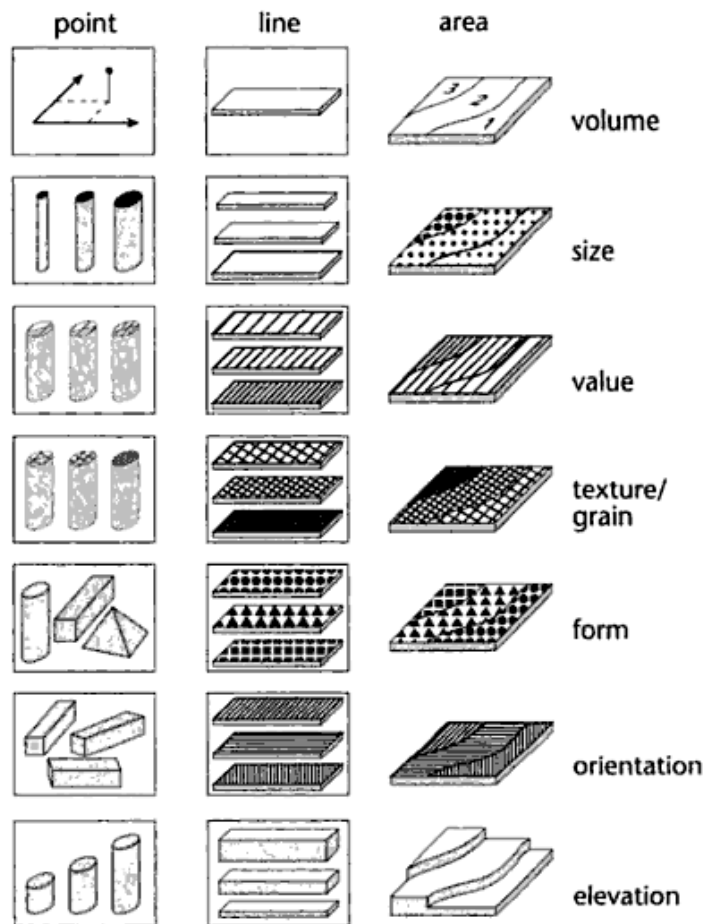 point line area
3
2
1
volume
size
value
texture/
grain
form
orientation
elevation